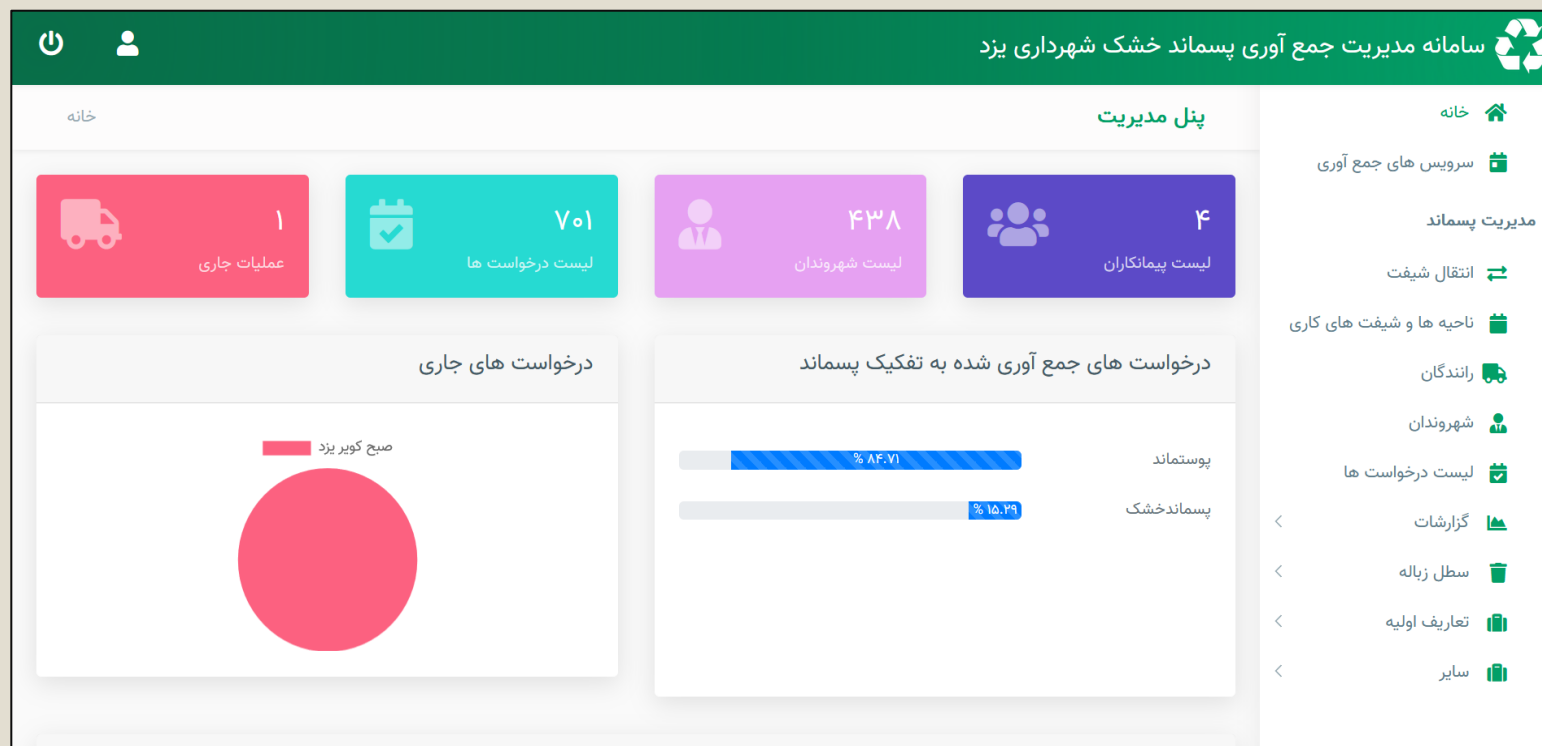 سامانه مدیریت جمع آوری پسماند خشک شهرداری یزد
خانه
سرویس های جمع آوری
مدیریت پسماند
انتقال شیفت
ناحیه ها و شیفت های کاری
رانندگان
شهروندان
لیست درخواست ها
گزارشات
سطل زباله
تعاریف اولیه
سایر
پنل مدیریت
خانه
۴
لیست پیمانکاران
۴۳۸
لیست شهروندان
۷۰۱
لیست درخواست ها
۱
عملیات جاری
درخواست های جمع آوری شده به تفکیک پسماند
پوستماند
% ۸۴.۷۱
پسماندخشک
% ۱۵.۲۹
درخواست های جاری
صبح کویر یزد